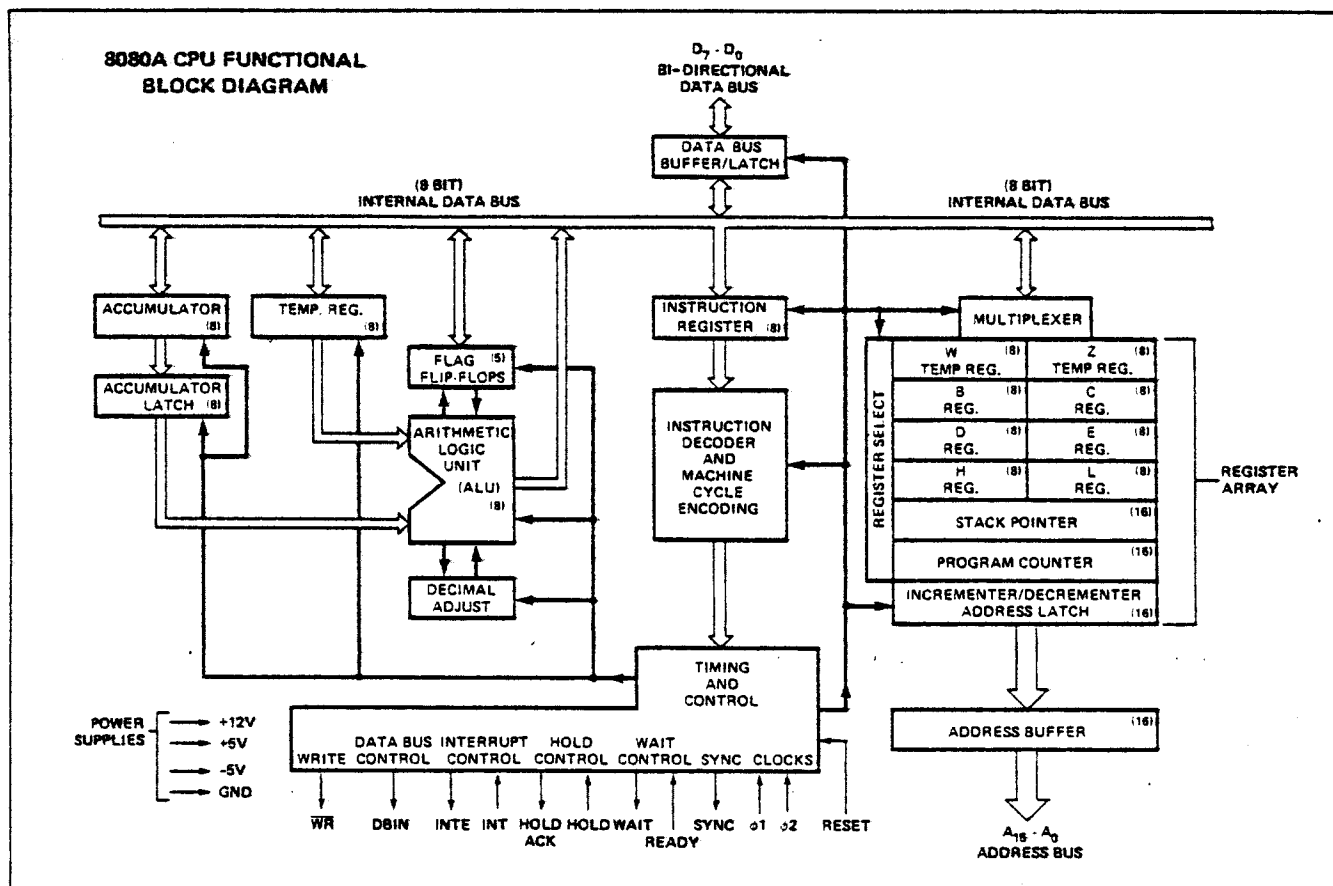 8080A CPU FUNCTIONAL
BLOCK DIAGRAM
D7 - D0
BI-DIRECTIONAL
DATA BUS
DATA BUS
BUFFER/LATCH
(8 BIT)
INTERNAL DATA BUS
(8 BIT)
INTERNAL DATA BUS
ACCUMULATOR
(8)
TEMP. REG.
(8)
INSTRUCTION
REGISTER (8)
MULTIPLEXER
FLAG (5)
FLIP-FLOPS
ACCUMULATOR
LATCH (8)
ARITHMETIC
LOGIC
UNIT
(ALU)
(8)
DECIMAL
ADJUST
INSTRUCTION
DECODER
AND
MACHINE
CYCLE
ENCODING
REGISTER SELECT
W (8)
TEMP REG.
Z (8)
TEMP REG.
B (8)
REG.
C (8)
REG.
D (8)
REG.
E (8)
REG.
H (8)
REG.
L (8)
REG.
STACK POINTER (16)
PROGRAM COUNTER (16)
INCREMENTER/DECREMENTER
ADDRESS LATCH (16)
REGISTER
ARRAY
TIMING
AND
CONTROL
ADDRESS BUFFER (16)
A15 - A0
ADDRESS BUS
POWER
SUPPLIES
+12V
+5V
-5V
GND
WRITE
DATA BUS
CONTROL
INTERRUPT
CONTROL
HOLD
CONTROL
WAIT
CONTROL
SYNC
CLOCKS
WR
DBIN
INTE
INT
HOLD
ACK
HOLD
WAIT
READY
SYNC
ø1
ø2
RESET